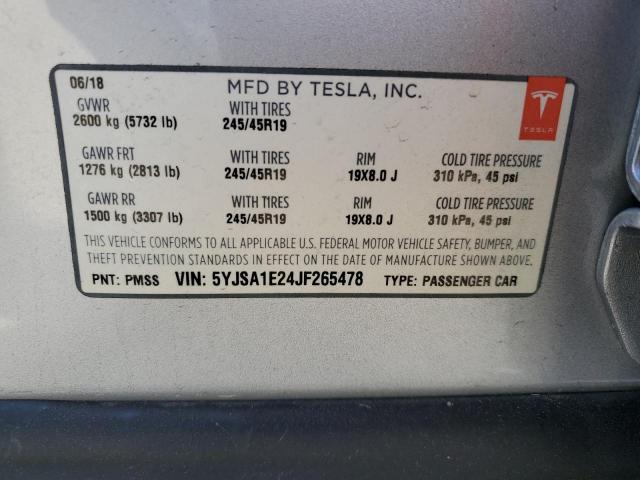 06/18 MFD BY TESLA, INC.
GVWR WITH TIRES
2600 kg (5732 lb) 245/45R19
TESLA
GAWR FRT WITH TIRES RIM COLD TIRE PRESSURE
1276 kg (2813 lb) 245/45R19 19X8.0 J 310 kPa, 45 psi
GAWR RR WITH TIRES RIM COLD TIRE PRESSURE
1500 kg (3307 lb) 245/45R19 19X8.0 J 310 kPa, 45 psi
THIS VEHICLE CONFORMS TO ALL APPLICABLE U.S. FEDERAL MOTOR VEHICLE SAFETY, BUMPER, AND
THEFT PREVENTION STANDARDS IN EFFECT ON THE DATE OF MANUFACTURE SHOWN ABOVE.
PNT: PMSS VIN: 5YJSA1E24JF265478 TYPE: PASSENGER CAR